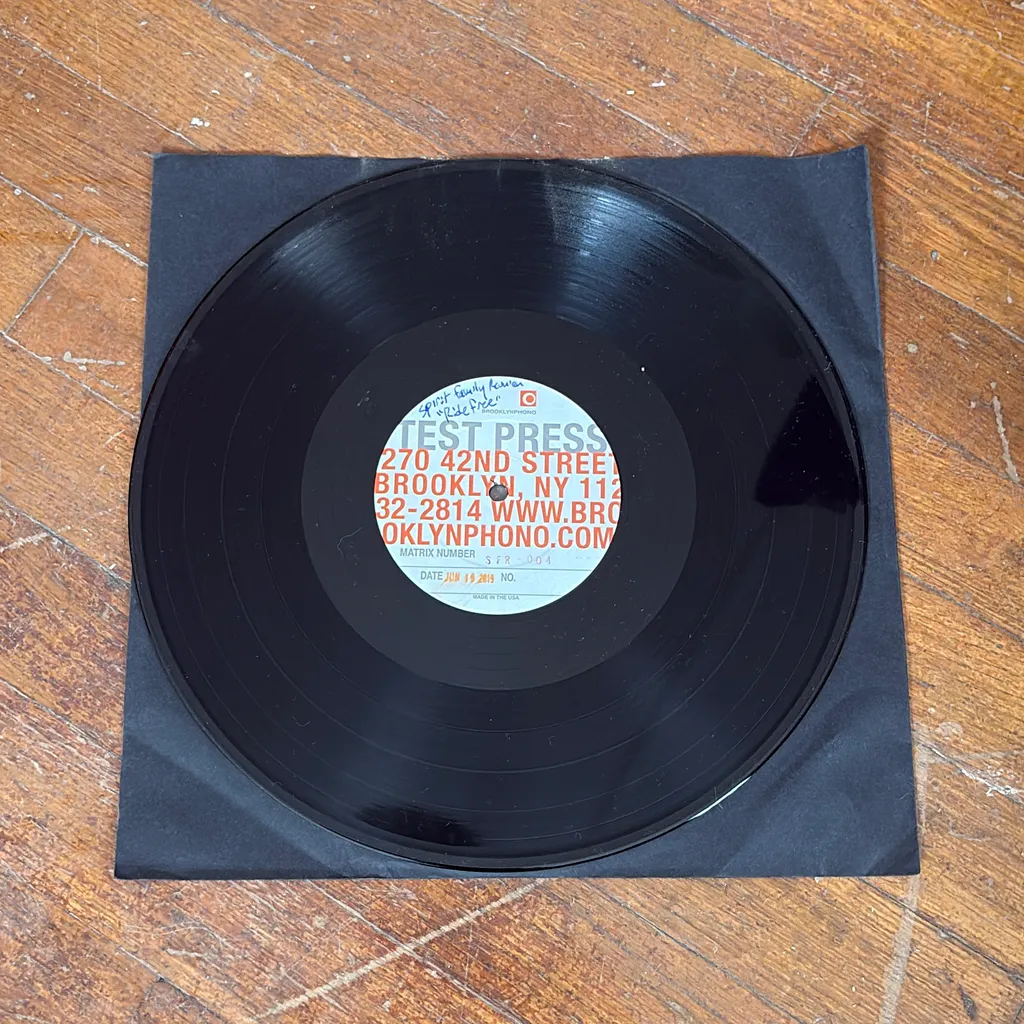 Spirit Family Reunion
"Ride Free"
BROOKLYNPHONO
TEST PRESS
270 42ND STREET
BROOKLYN, NY 112
32-2814 WWW.BRO
OKLYNPHONO.COM
MATRIX NUMBER SFR-004
DATE JUN 19 2019 NO.
MADE IN THE USA